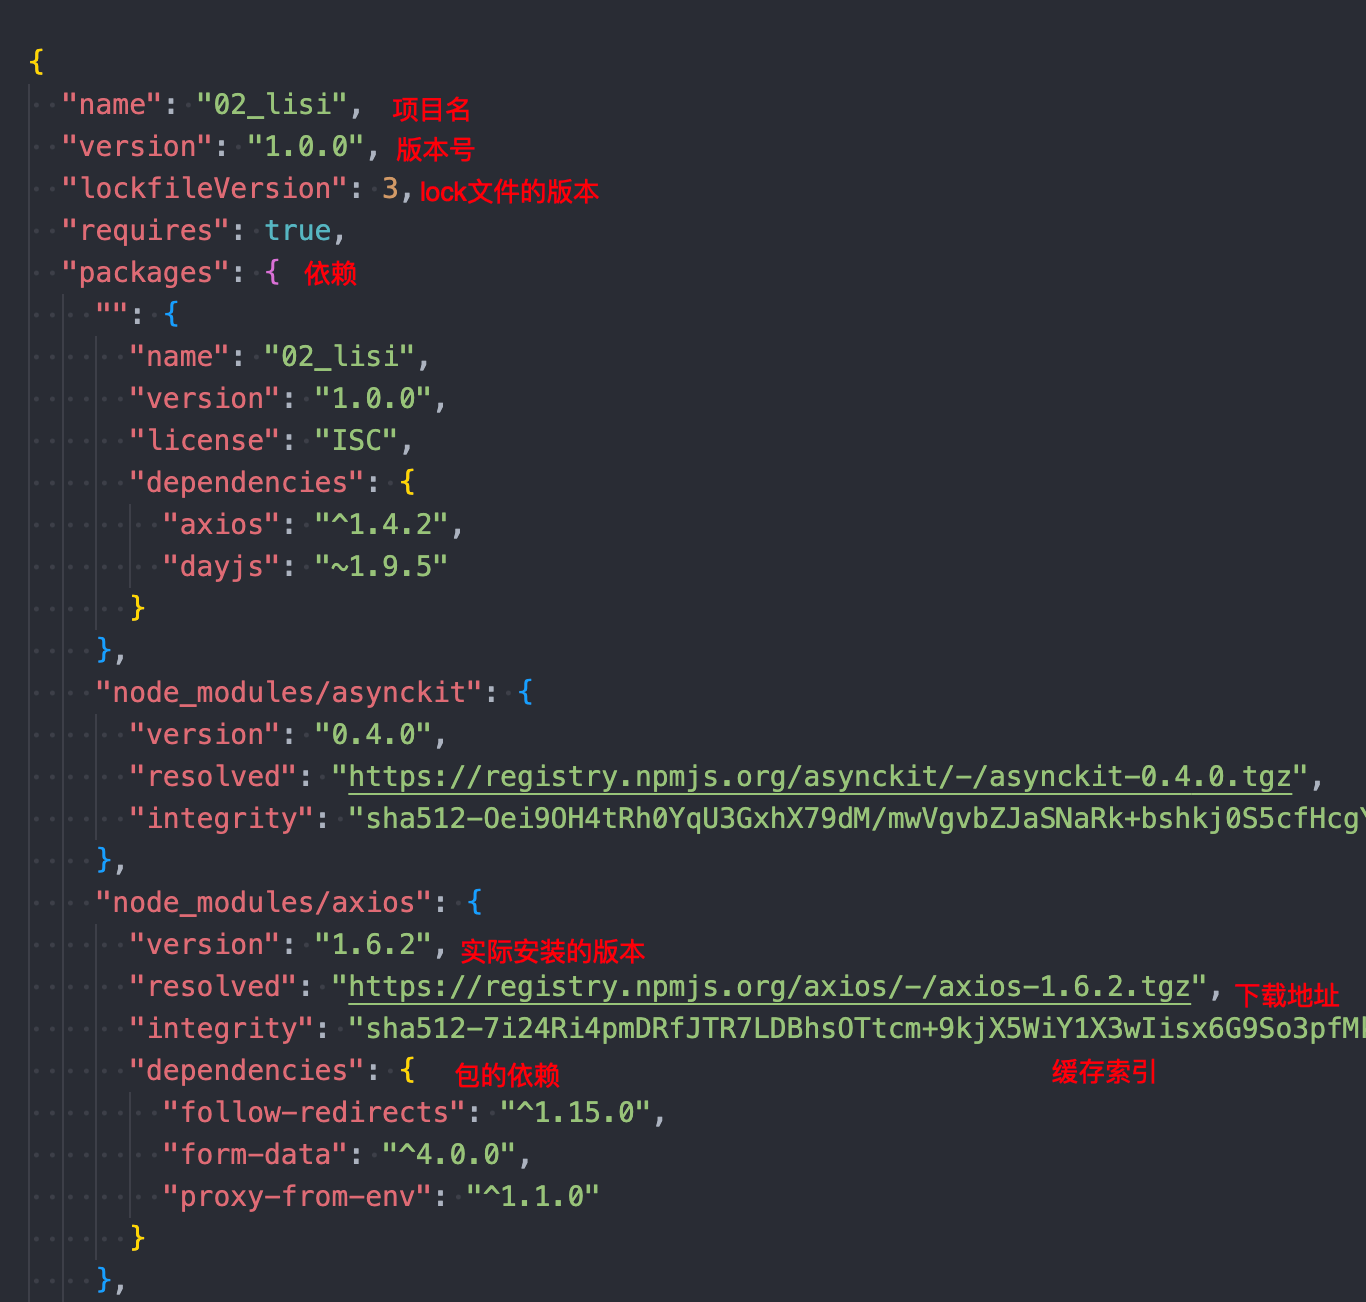 {
"name": "02_lisi", 项目名
"version": "1.0.0", 版本号
"lockfileVersion": 3, lock文件的版本
"requires": true,
"packages": { 依赖
"": {
"name": "02_lisi",
"version": "1.0.0",
"license": "ISC",
"dependencies": {
"axios": "^1.4.2",
"dayjs": "~1.9.5"
}
},
"node_modules/asynckit": {
"version": "0.4.0",
"resolved": "https://registry.npmjs.org/asynckit/-/asynckit-0.4.0.tgz",
"integrity": "sha512-Oei9OH4tRh0YqU3GxhX79dM/mwVgvbZJaSNaRk+bshkj0S5cfHcgY
},
"node_modules/axios": {
"version": "1.6.2", 实际安装的版本
"resolved": "https://registry.npmjs.org/axios/-/axios-1.6.2.tgz", 下载地址
"integrity": "sha512-7i24Ri4pmDRfJTR7LDBhsOTtcm+9kjX5WiY1X3wIisx6G9So3pfM
"dependencies": { 包的依赖 缓存索引
"follow-redirects": "^1.15.0",
"form-data": "^4.0.0",
"proxy-from-env": "^1.1.0"
}
},